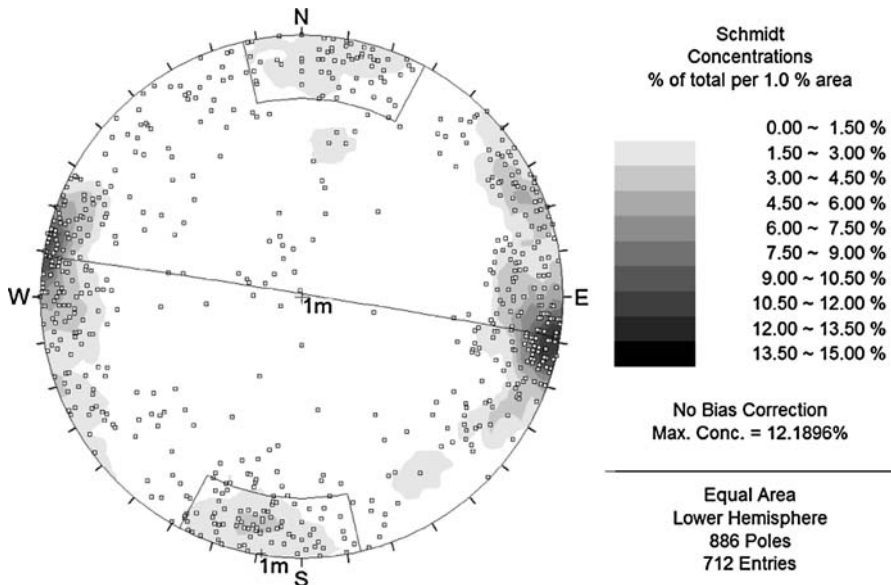 N
W
E
1m
1m
S
Schmidt
Concentrations
% of total per 1.0 % area
0.00 ~ 1.50 %
1.50 ~ 3.00 %
3.00 ~ 4.50 %
4.50 ~ 6.00 %
6.00 ~ 7.50 %
7.50 ~ 9.00 %
9.00 ~ 10.50 %
10.50 ~ 12.00 %
12.00 ~ 13.50 %
13.50 ~ 15.00 %
No Bias Correction
Max. Conc. = 12.1896%
Equal Area
Lower Hemisphere
886 Poles
712 Entries